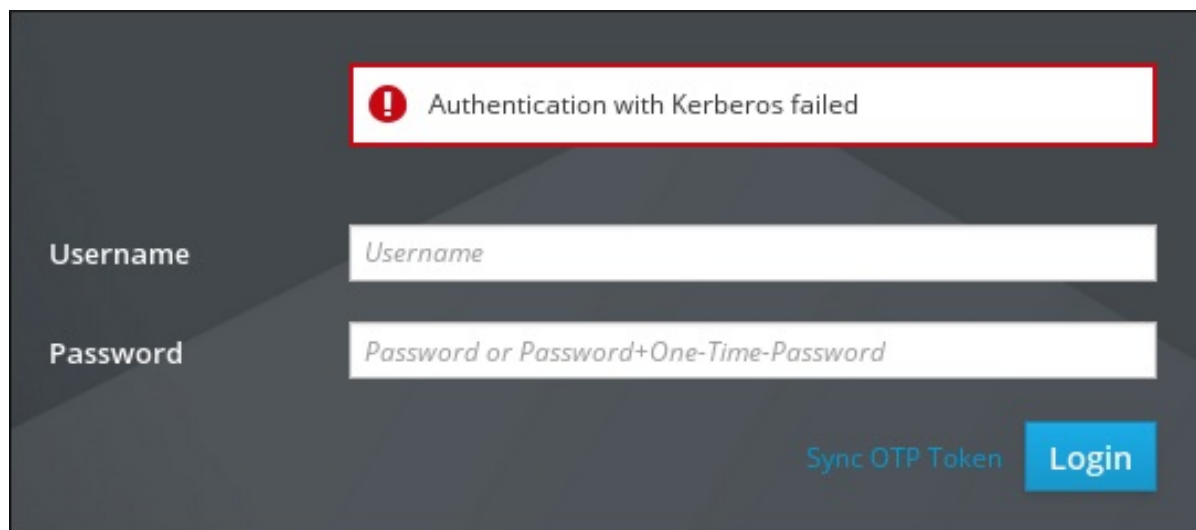 Authentication with Kerberos failed
Username
Username
Password
Password or Password+One-Time-Password
Sync OTP Token
Login